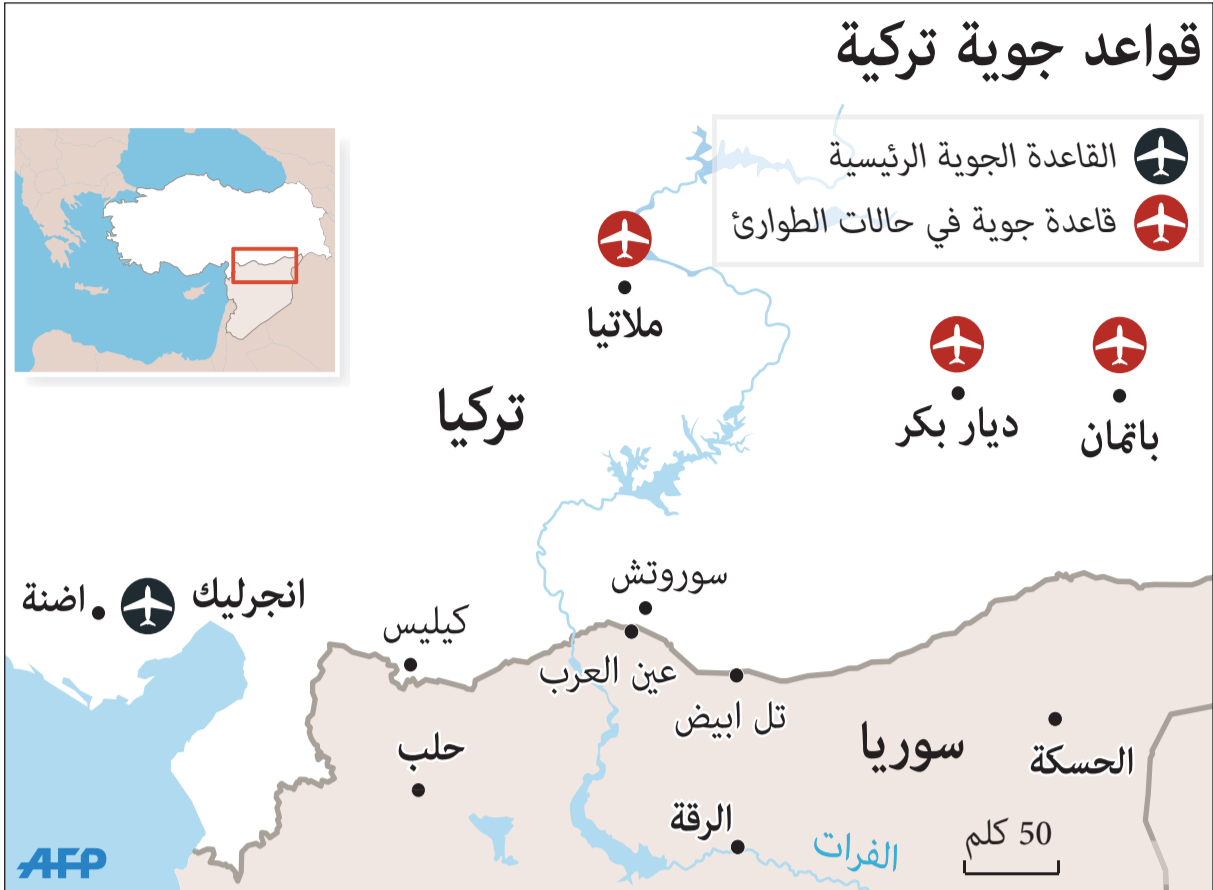 قواعد جوية تركية
القاعدة الجوية الرئيسية
قاعدة جوية في حالات الطوارئ
ملاتيا
ديار بكر
باتمان
تركيا
سوروتش
انجرليك
اضنة
كيليس
عين العرب
تل ابيض
سوريا
الحسكة
حلب
الرقة
الفرات
50 كلم
AFP